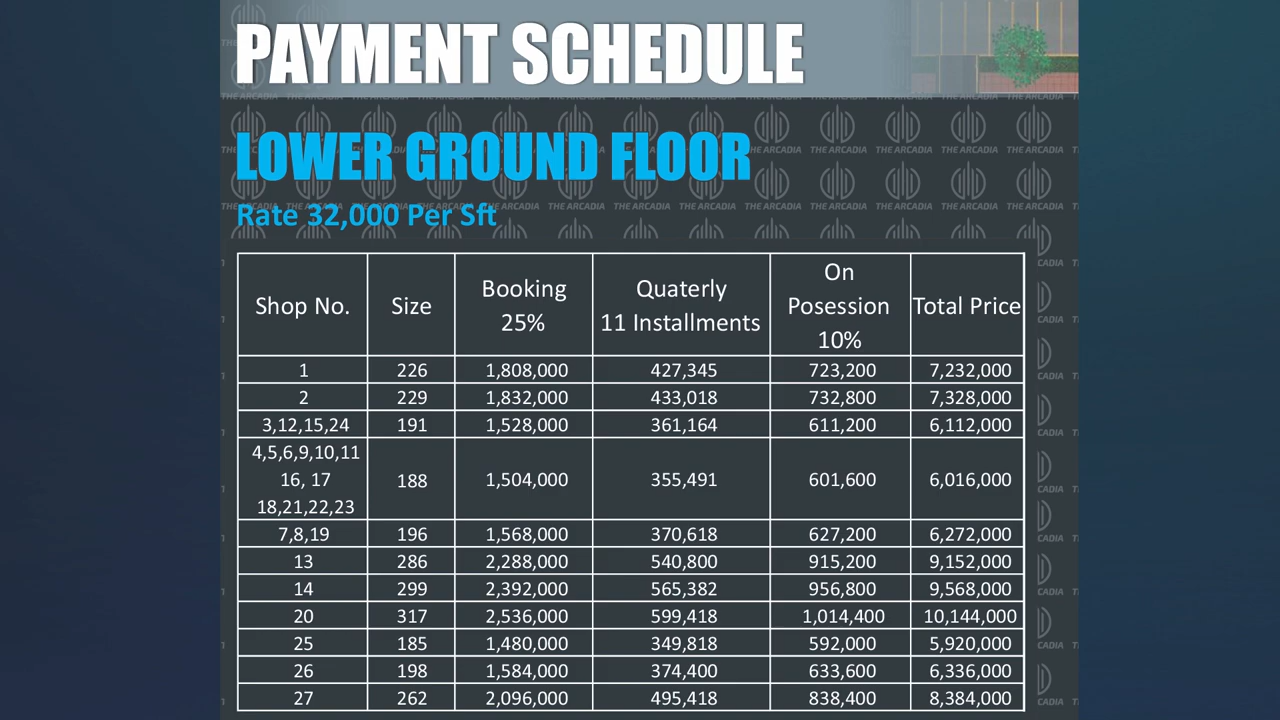 PAYMENT SCHEDULE
LOWER GROUND FLOOR
Rate 32,000 Per Sft
Shop No. Size Booking 25% Quaterly 11 Installments On Posession 10% Total Price
1 226 1,808,000 427,345 723,200 7,232,000
2 229 1,832,000 433,018 732,800 7,328,000
3,12,15,24 191 1,528,000 361,164 611,200 6,112,000
4,5,6,9,10,11
16, 17
18,21,22,23 188 1,504,000 355,491 601,600 6,016,000
7,8,19 196 1,568,000 370,618 627,200 6,272,000
13 286 2,288,000 540,800 915,200 9,152,000
14 299 2,392,000 565,382 956,800 9,568,000
20 317 2,536,000 599,418 1,014,400 10,144,000
25 185 1,480,000 349,818 592,000 5,920,000
26 198 1,584,000 374,400 633,600 6,336,000
27 262 2,096,000 495,418 838,400 8,384,000
THE ARCADIA